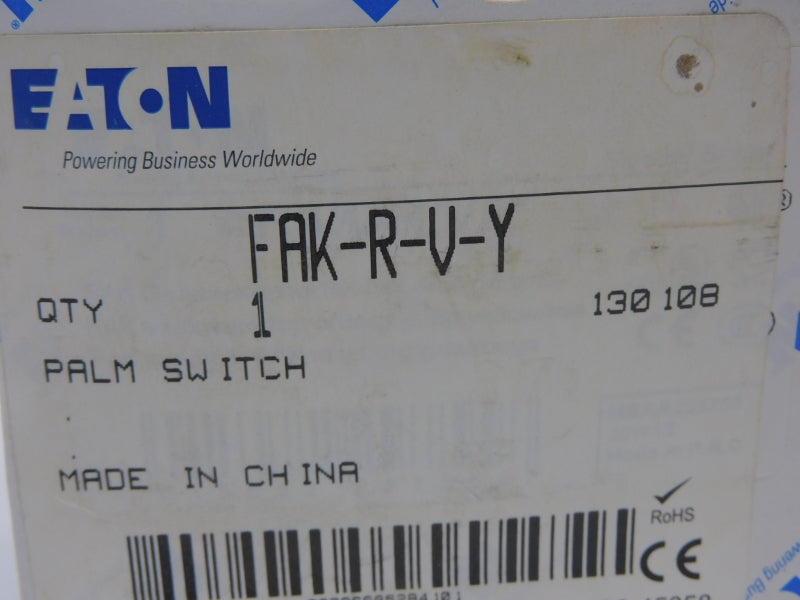 EATON
Powering Business Worldwide
FAK-R-V-Y
QTY 1 130108
PALM SWITCH
MADE IN CHINA
RoHS
CE